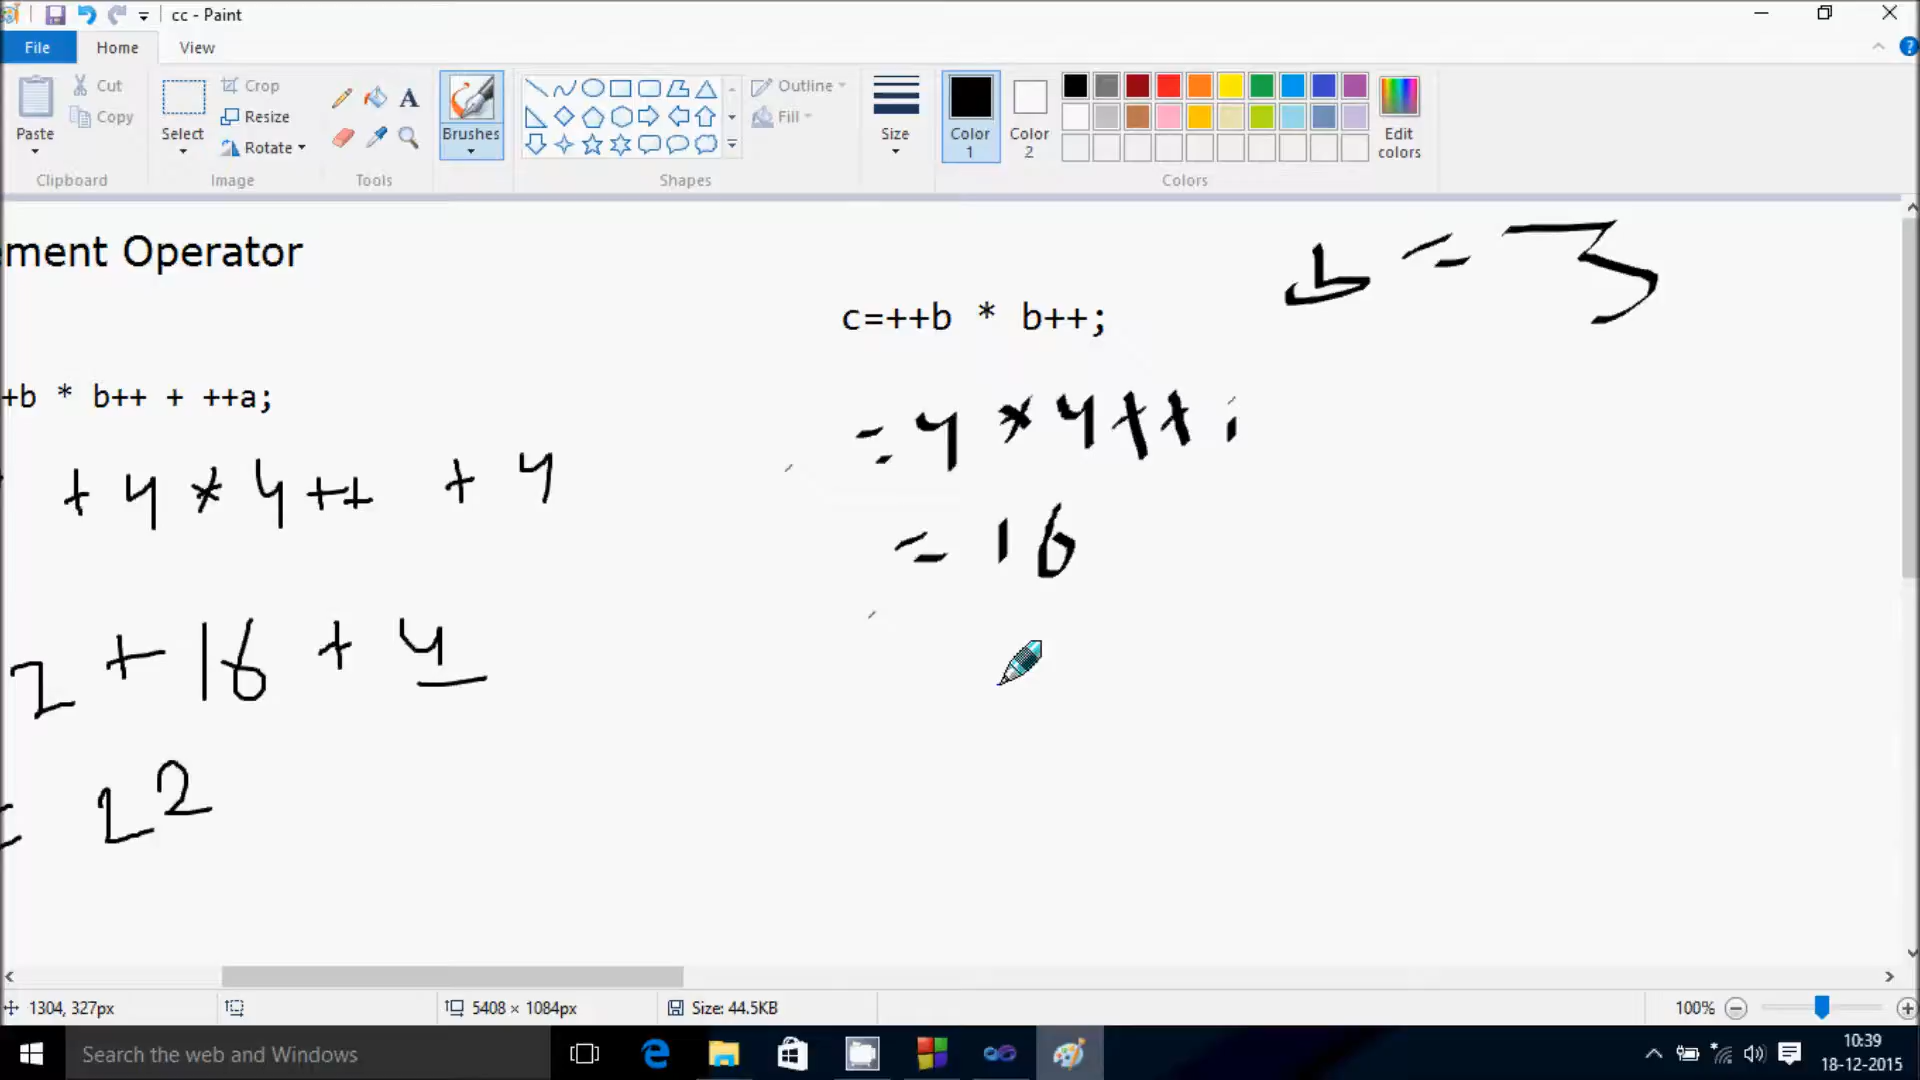 cc - Paint
File Home View
Paste
Cut
Copy
Clipboard
Select
Crop
Resize
Rotate
Image
A
Tools
Brushes
Shapes
Outline
Fill
Size
Color 1
Color 2
Edit colors
Colors
ement Operator
+b * b++ + ++a;
+ 4 * 4++ + 4
2 + 16 + 4
= 22
c=++b * b++;
b = 3
= 4 * 4++ ;
= 16
1304, 327px
5408 × 1084px
Size: 44.5KB
100%
Search the web and Windows
10:39
18-12-2015